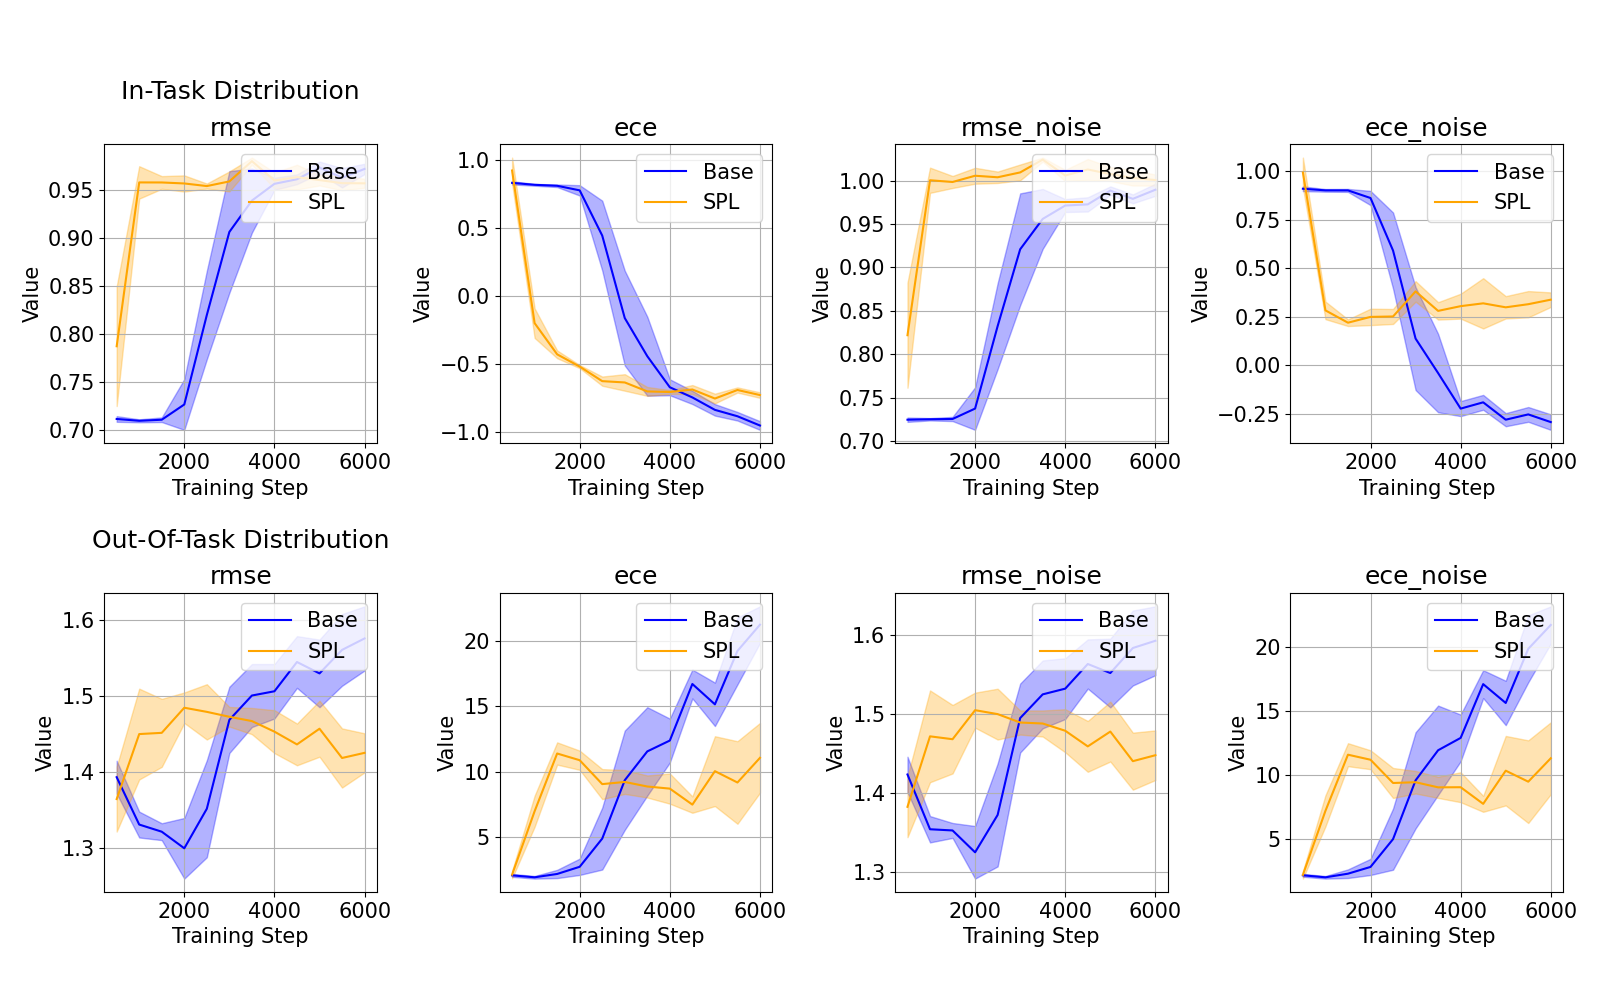 In-Task Distribution
rmse
ece
rmse_noise
ece_noise
Value
0.95
0.90
0.85
0.80
0.75
0.70
2000
4000
6000
Training Step
Base
SPL
Value
1.0
0.5
0.0
−0.5
−1.0
2000
4000
6000
Training Step
Base
SPL
Value
1.00
0.95
0.90
0.85
0.80
0.75
0.70
2000
4000
6000
Training Step
Base
SPL
Value
1.00
0.75
0.50
0.25
0.00
−0.25
2000
4000
6000
Training Step
Base
SPL
Out-Of-Task Distribution
rmse
ece
rmse_noise
ece_noise
Value
1.6
1.5
1.4
1.3
2000
4000
6000
Training Step
Base
SPL
Value
20
15
10
5
2000
4000
6000
Training Step
Base
SPL
Value
1.6
1.5
1.4
1.3
2000
4000
6000
Training Step
Base
SPL
Value
20
15
10
5
2000
4000
6000
Training Step
Base
SPL